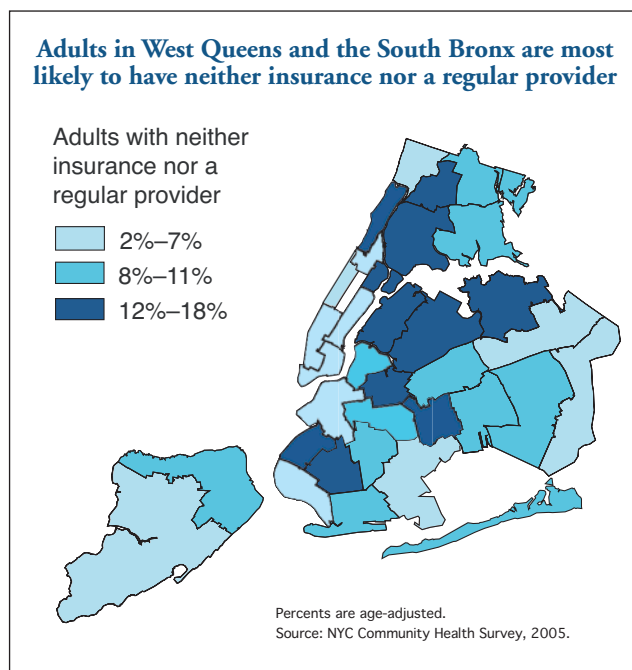 Adults in West Queens and the South Bronx are most
likely to have neither insurance nor a regular provider
Adults with neither
insurance nor a
regular provider
2%–7%
8%–11%
12%–18%
Percents are age-adjusted.
Source: NYC Community Health Survey, 2005.